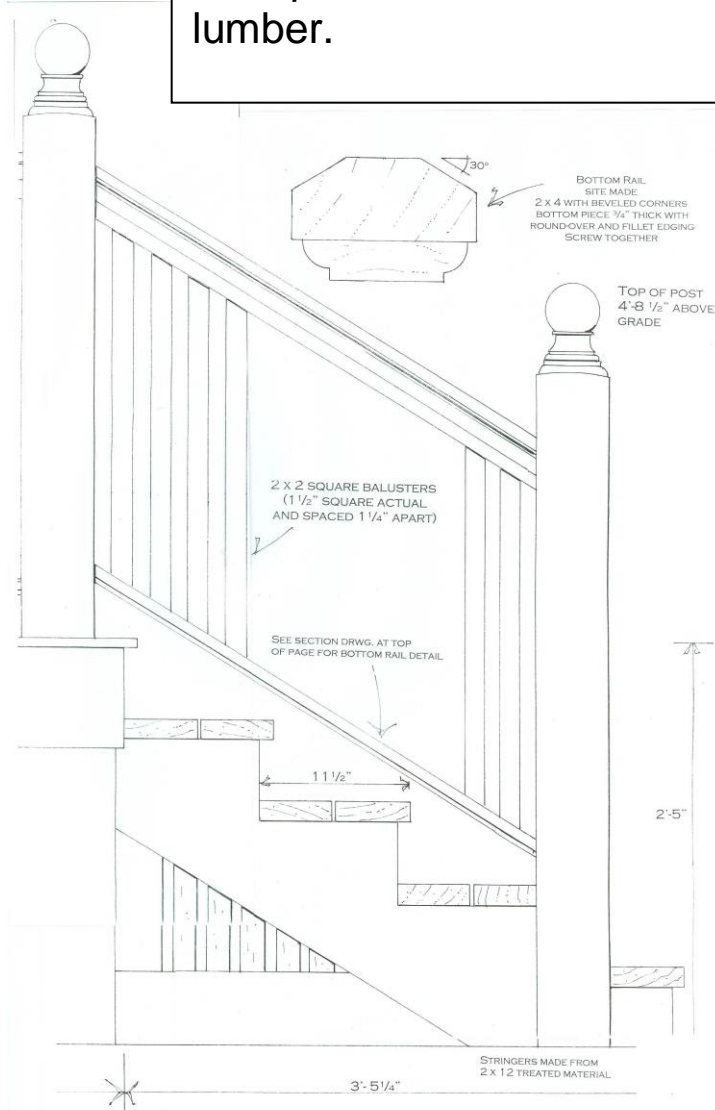 lumber.
30°
BOTTOM RAIL
SITE MADE
2 X 4 WITH BEVELED CORNERS
BOTTOM PIECE 3/4" THICK WITH
ROUND-OVER AND FILLET EDGING
SCREW TOGETHER
TOP OF POST
4'-8 1/2" ABOVE
GRADE
2 X 2 SQUARE BALUSTERS
(1 1/2" SQUARE ACTUAL
AND SPACED 1 1/4" APART)
SEE SECTION DRWG. AT TOP
OF PAGE FOR BOTTOM RAIL DETAIL
11 1/2"
2'-5"
STRINGERS MADE FROM
2 X 12 TREATED MATERIAL
3'-5 1/4"